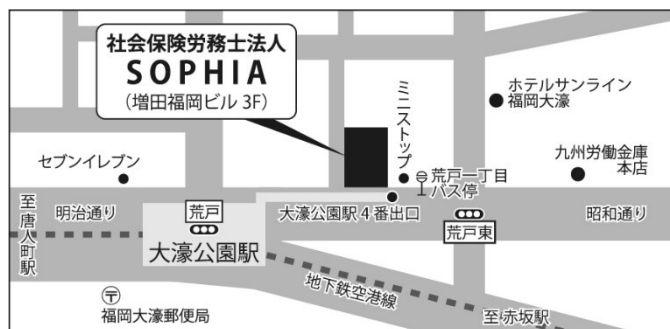 社会保険労務士法人
SOPHIA
(増田福岡ビル 3F)
ホテルサンライン
福岡大濠
ミニストップ
セブンイレブン
荒戸一丁目
バス停
九州労働金庫
本店
至唐人町駅
明治通り
荒戸
大濠公園駅4番出口
昭和通り
荒戸東
大濠公園駅
地下鉄空港線
至赤坂駅
〒
福岡大濠郵便局